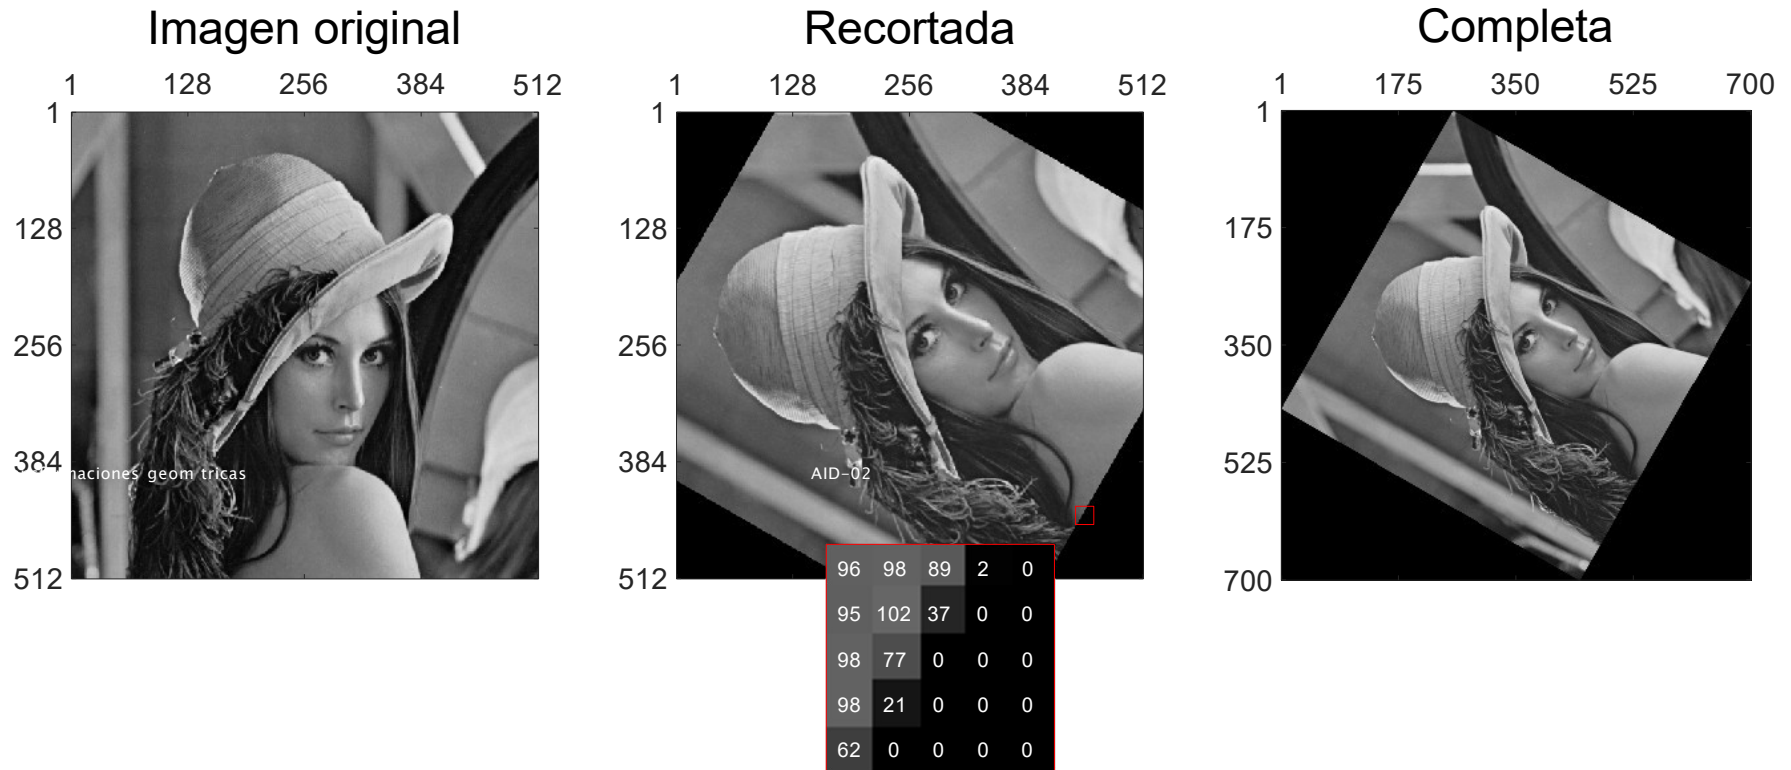 Imagen original
1 128 256 384 512
1
128
256
384
512
naciones geom tricas
Recortada
1 128 256 384 512
1
128
256
384
512
AID-02
96 98 89 2 0
95 102 37 0 0
98 77 0 0 0
98 21 0 0 0
62 0 0 0 0
Completa
1 175 350 525 700
1
175
350
525
700